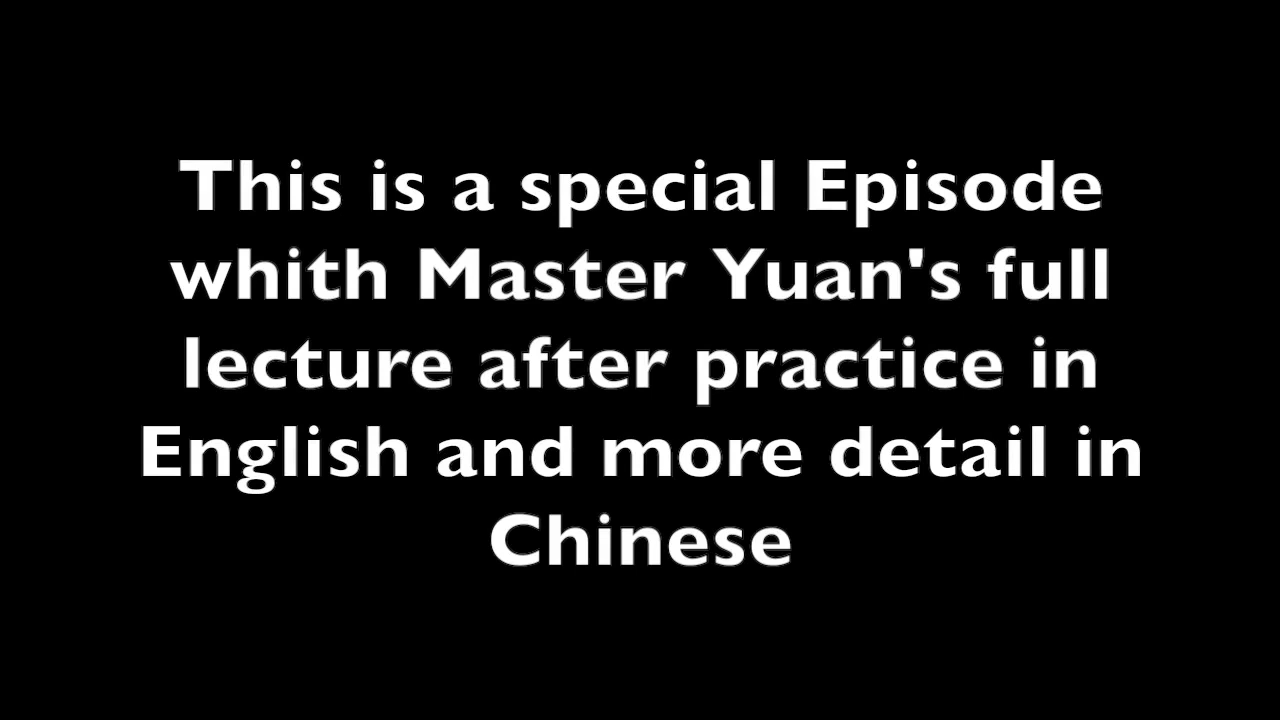 This is a special Episode
whith Master Yuan's full
lecture after practice in
English and more detail in
Chinese